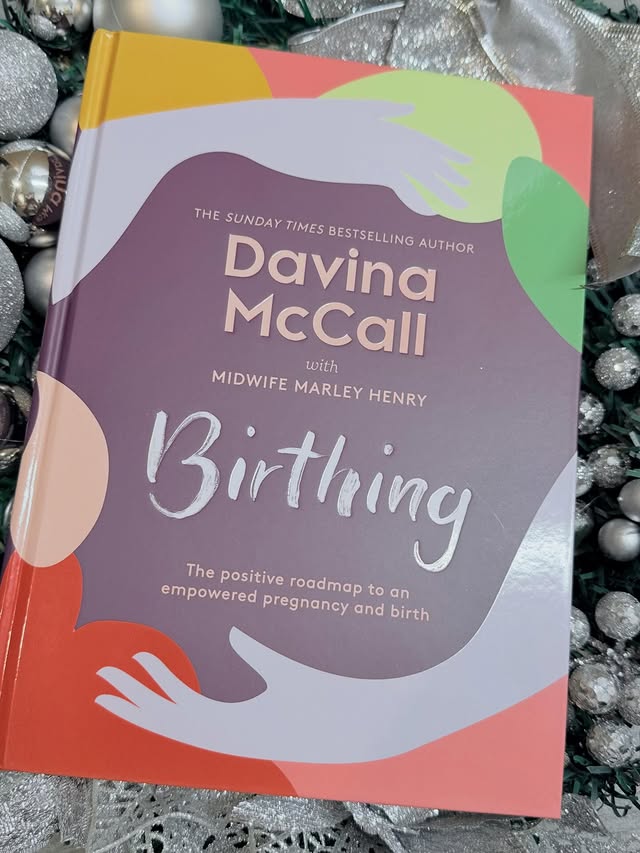 THE SUNDAY TIMES BESTSELLING AUTHOR
Davina
McCall
with
MIDWIFE MARLEY HENRY
Birthing
The positive roadmap to an
empowered pregnancy and birth